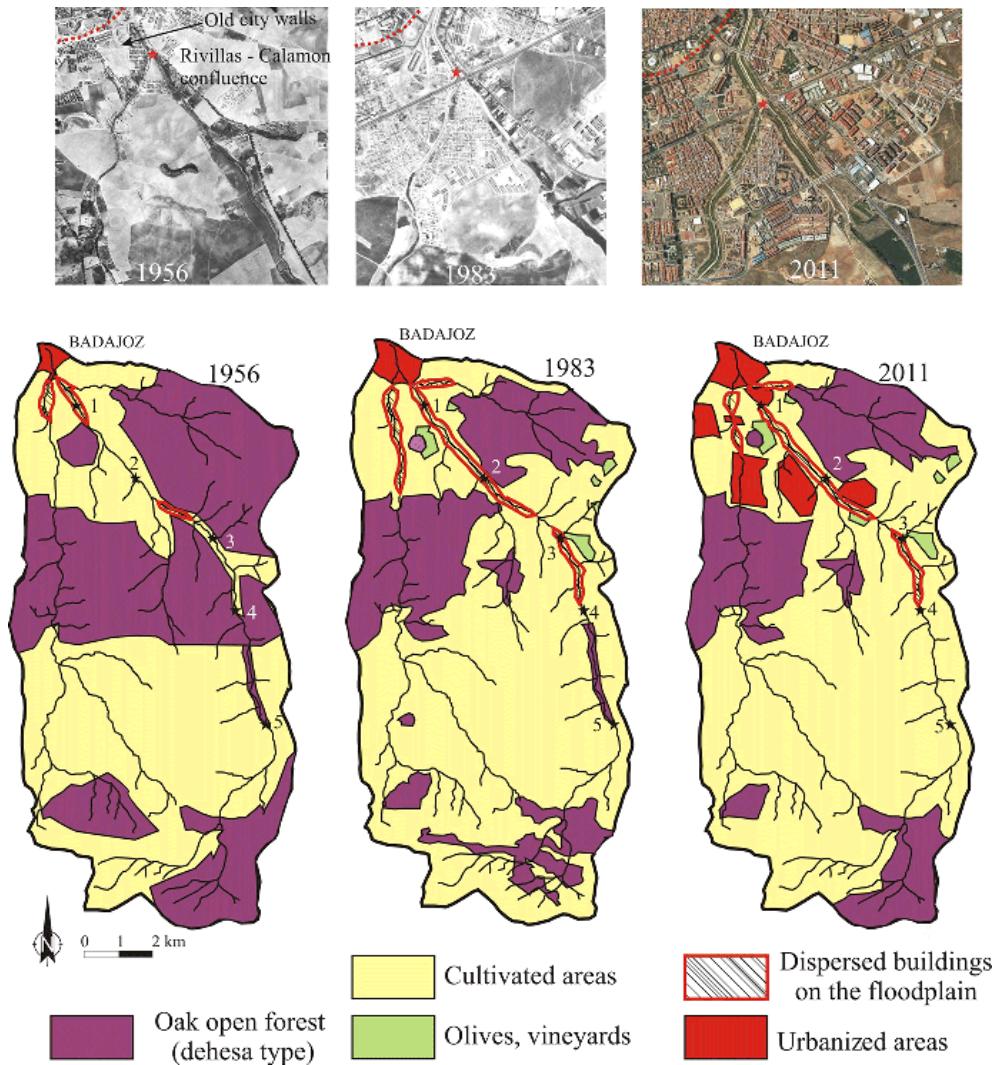 Old city walls
Rivillas - Calamon
confluence
1956
1983
2011
BADAJOZ
1956
1
2
3
4
5
BADAJOZ
1983
1
2
3
4
5
BADAJOZ
2011
1
2
3
4
5
N
0 1 2 km
Cultivated areas
Dispersed buildings
on the floodplain
Oak open forest
(dehesa type)
Olives, vineyards
Urbanized areas